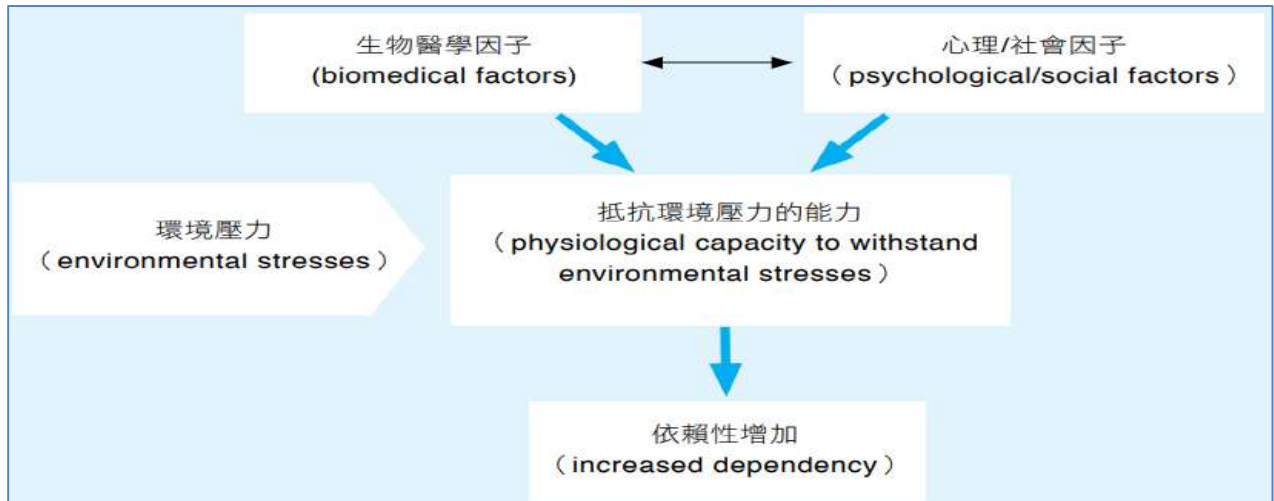 生物醫學因子
(biomedical factors)
心理/社會因子
（psychological/social factors）
環境壓力
（environmental stresses）
抵抗環境壓力的能力
（physiological capacity to withstand
environmental stresses）
依賴性增加
（increased dependency）